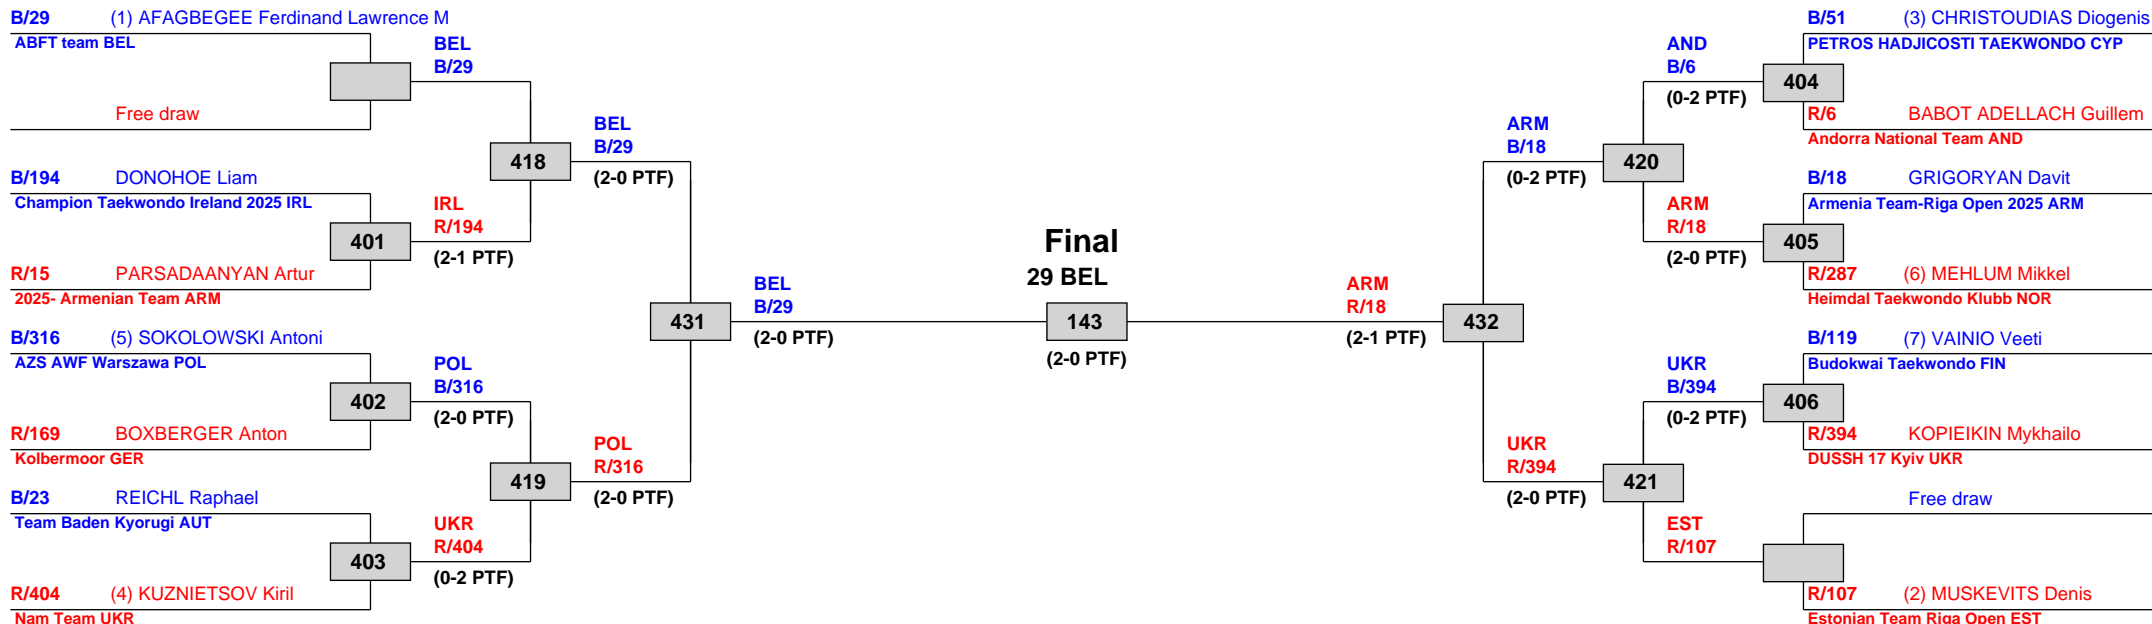 B/29 (1) AFAGBEGEE Ferdinand Lawrence M
ABFT team BEL
Free draw
B/194 DONOHOE Liam
Champion Taekwondo Ireland 2025 IRL
401
R/15 PARSADAANYAN Artur
2025- Armenian Team ARM
B/316 (5) SOKOLOWSKI Antoni
AZS AWF Warszawa POL
402
R/169 BOXBERGER Anton
Kolbermoor GER
B/23 REICHL Raphael
Team Baden Kyorugi AUT
403
R/404 (4) KUZNIETSOV Kiril
Nam Team UKR
BEL
B/29
418
IRL
R/194
(2-1 PTF)
POL
B/316
(2-0 PTF)
419
UKR
R/404
(0-2 PTF)
BEL
B/29
(2-0 PTF)
431
POL
R/316
(2-0 PTF)
BEL
B/29
(2-0 PTF)
Final
29 BEL
143
(2-0 PTF)
ARM
R/18
(2-1 PTF)
432
ARM
B/18
(0-2 PTF)
UKR
R/394
(2-0 PTF)
AND
B/6
(0-2 PTF)
420
ARM
R/18
(2-0 PTF)
UKR
B/394
(0-2 PTF)
421
EST
R/107
B/51 (3) CHRISTOUDIAS Diogenis
PETROS HADJICOSTI TAEKWONDO CYP
404
R/6 BABOT ADELLACH Guillem
Andorra National Team AND
B/18 GRIGORYAN Davit
Armenia Team-Riga Open 2025 ARM
405
R/287 (6) MEHLUM Mikkel
Heimdal Taekwondo Klubb NOR
B/119 (7) VAINIO Veeti
Budokwai Taekwondo FIN
406
R/394 KOPIEIKIN Mykhailo
DUSSH 17 Kyiv UKR
Free draw
R/107 (2) MUSKEVITS Denis
Estonian Team Riga Open EST